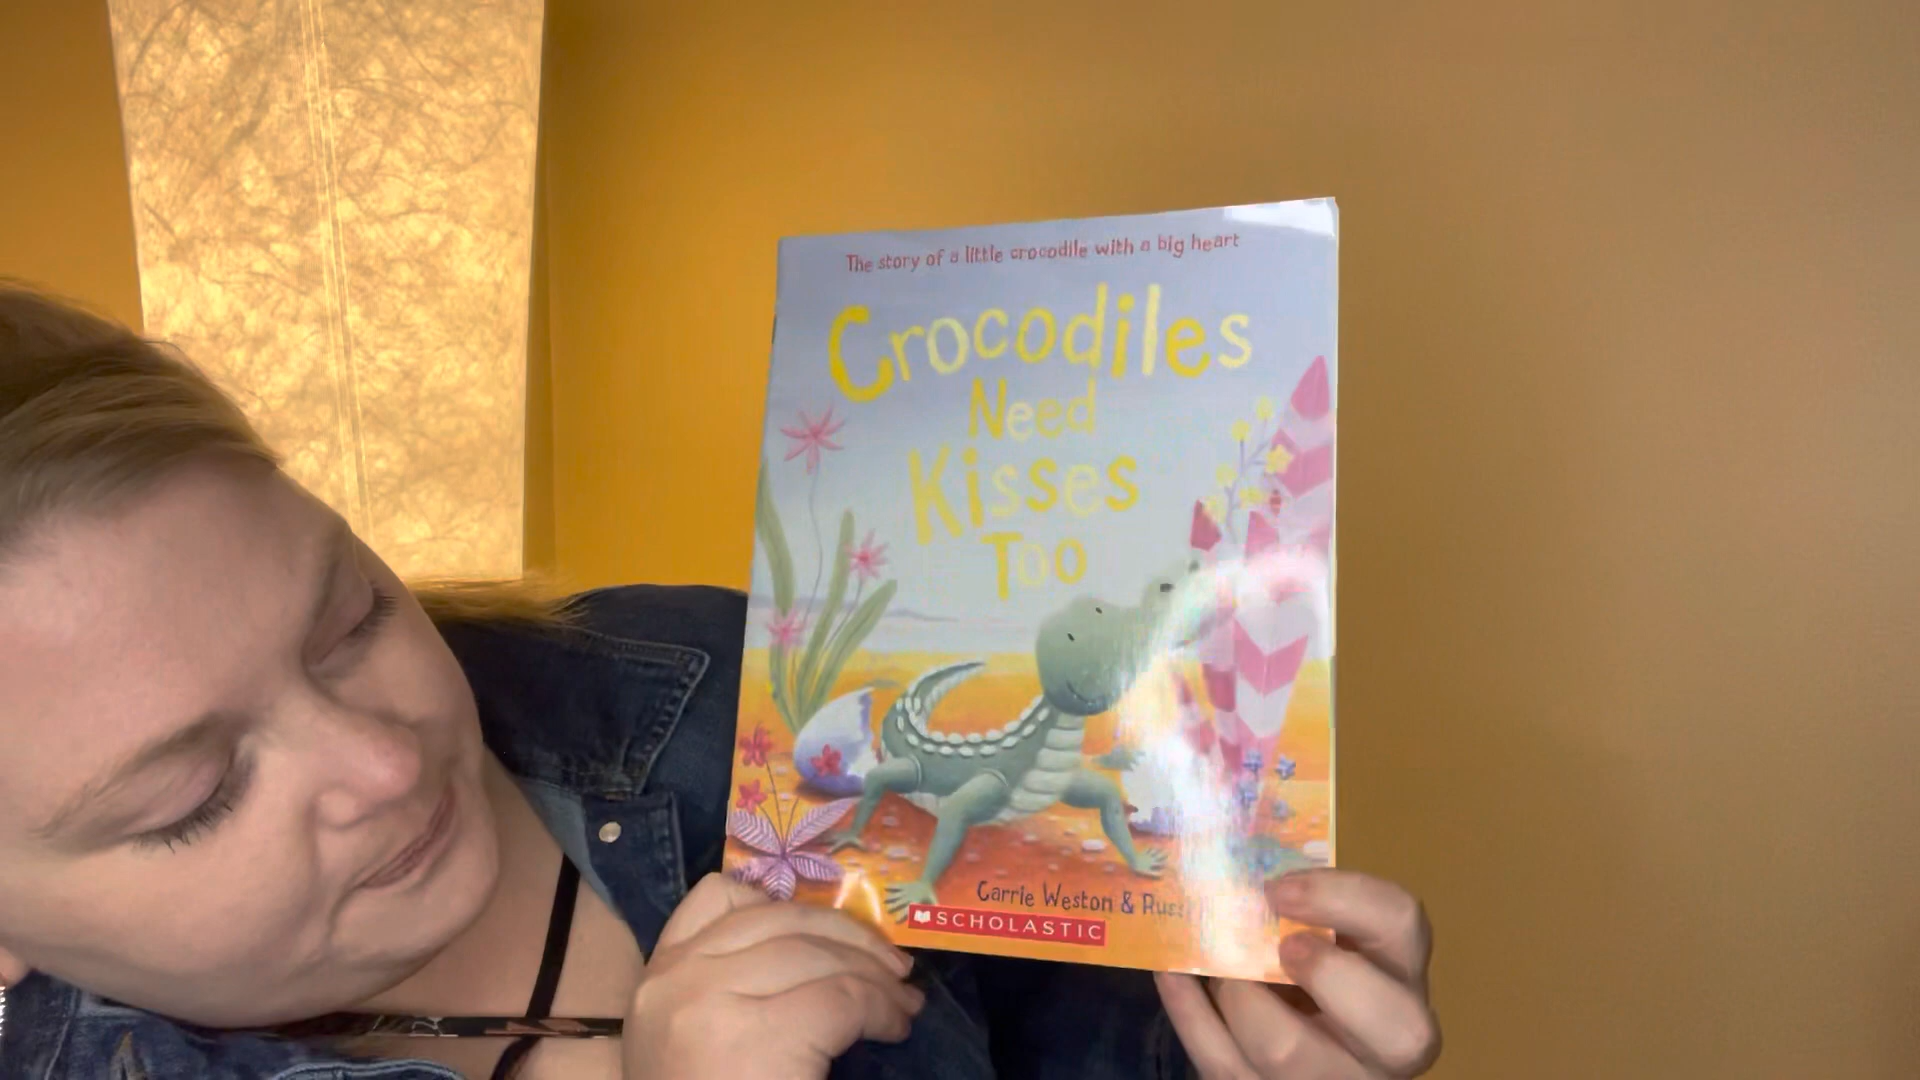 The story of a little crocodile with a big heart
Crocodiles
Need
Kisses
Too
Carrie Weston &
SCHOLASTIC